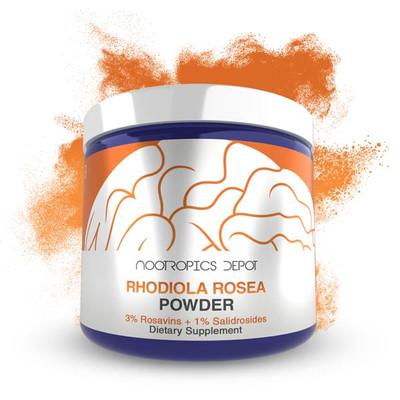 NOOTROPICS DEPOT
RHODIOLA ROSEA
POWDER
3% Rosavins + 1% Salidrosides
Dietary Supplement